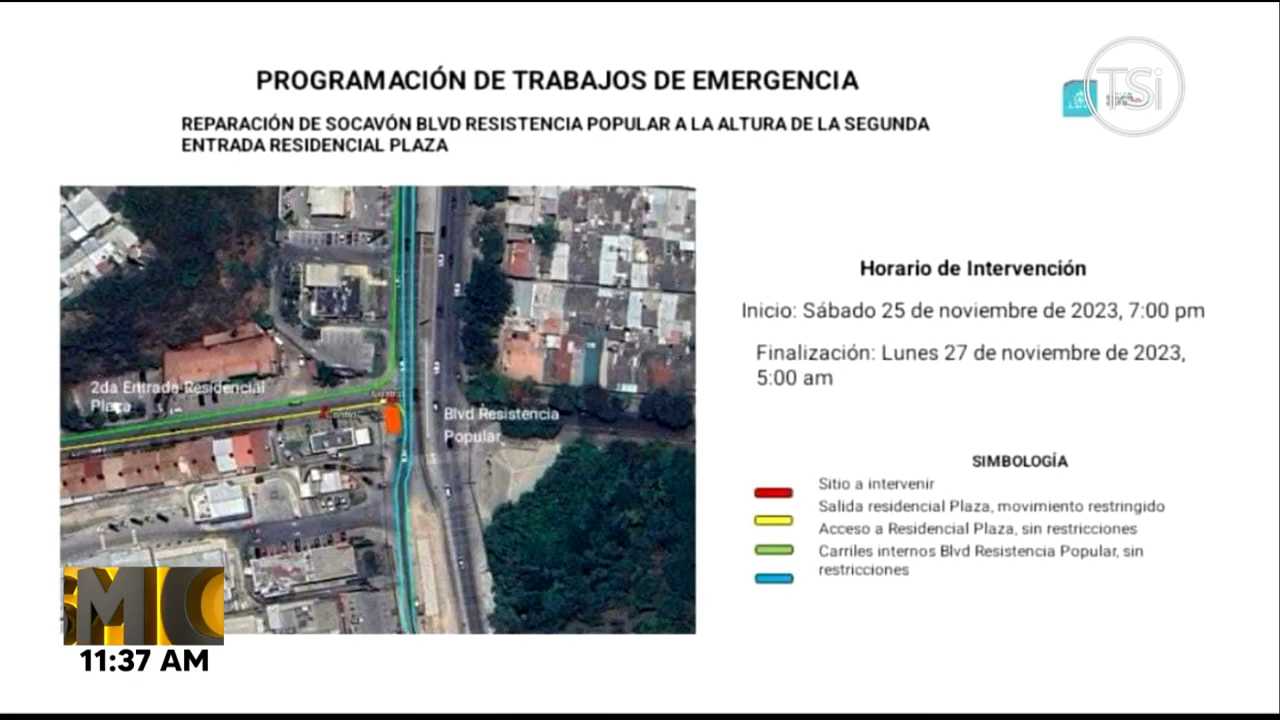 PROGRAMACIÓN DE TRABAJOS DE EMERGENCIA
TSi
REPARACIÓN DE SOCAVÓN BLVD RESISTENCIA POPULAR A LA ALTURA DE LA SEGUNDA
ENTRADA RESIDENCIAL PLAZA
2da Entrada Residencial
Plaza
Blvd Resistencia
Popular
Horario de Intervención
Inicio: Sábado 25 de noviembre de 2023, 7:00 pm
Finalización: Lunes 27 de noviembre de 2023,
5:00 am
SIMBOLOGÍA
Sitio a intervenir
Salida residencial Plaza, movimiento restringido
Acceso a Residencial Plaza, sin restricciones
Carriles internos Blvd Resistencia Popular, sin
restricciones
MC
11:37 AM